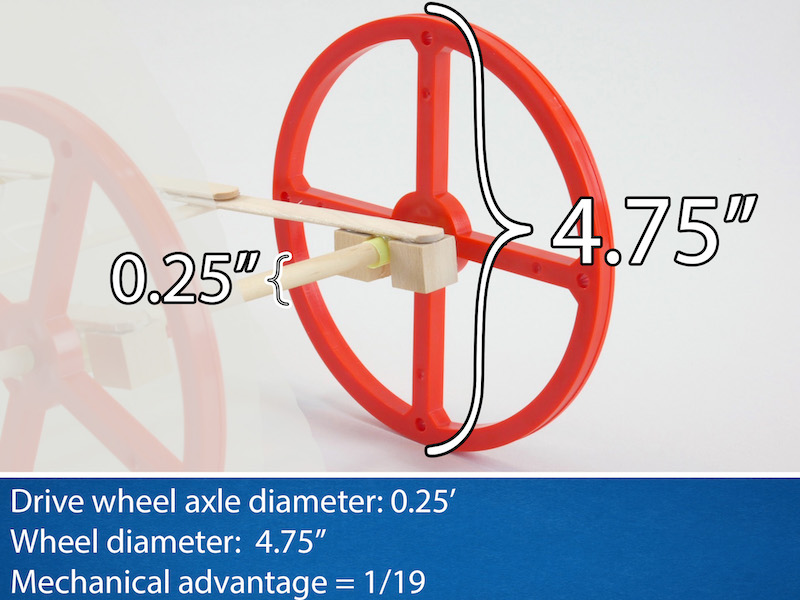 4.75”
0.25”
Drive wheel axle diameter: 0.25’
Wheel diameter:  4.75”
Mechanical advantage = 1/19